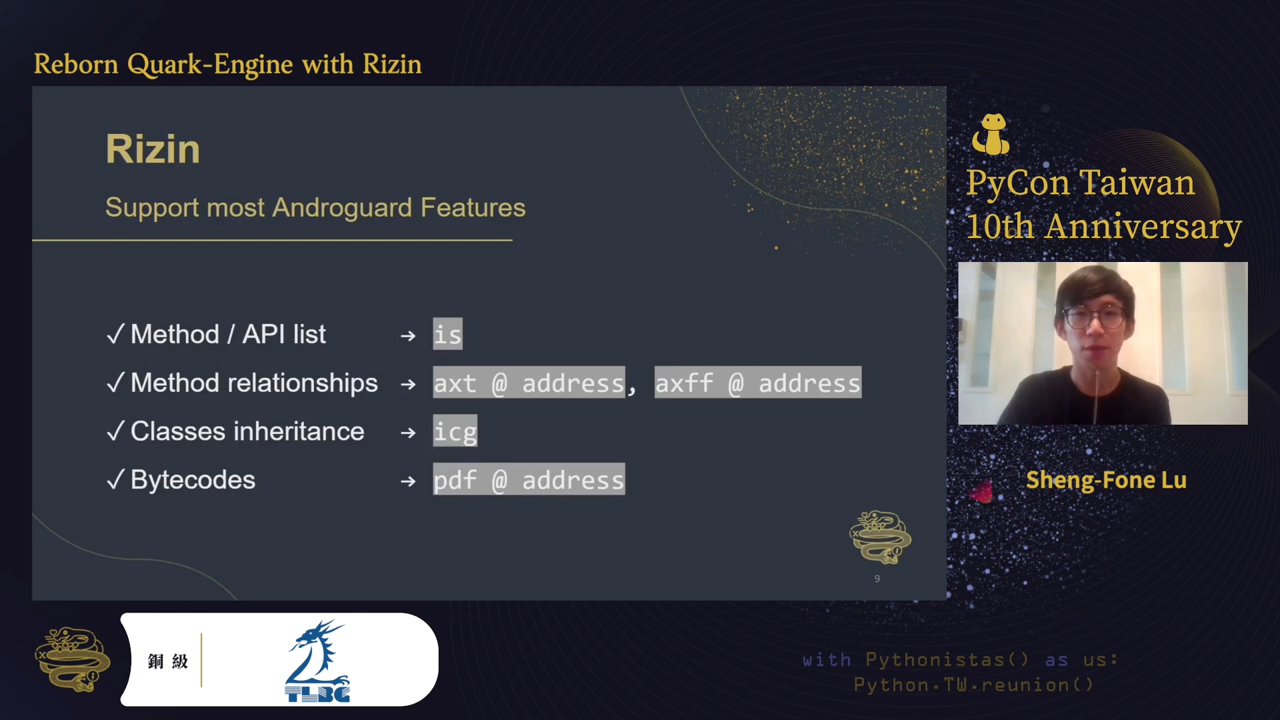 Reborn Quark-Engine with Rizin
Rizin
Support most Androguard Features
✓ Method / API list → is
✓ Method relationships → axt @ address, axff @ address
✓ Classes inheritance → icg
✓ Bytecodes → pdf @ address
9
PyCon Taiwan
10th Anniversary
Sheng-Fone Lu
銅級
TLBG
with Pythonistas() as us:
Python.TW.reunion()